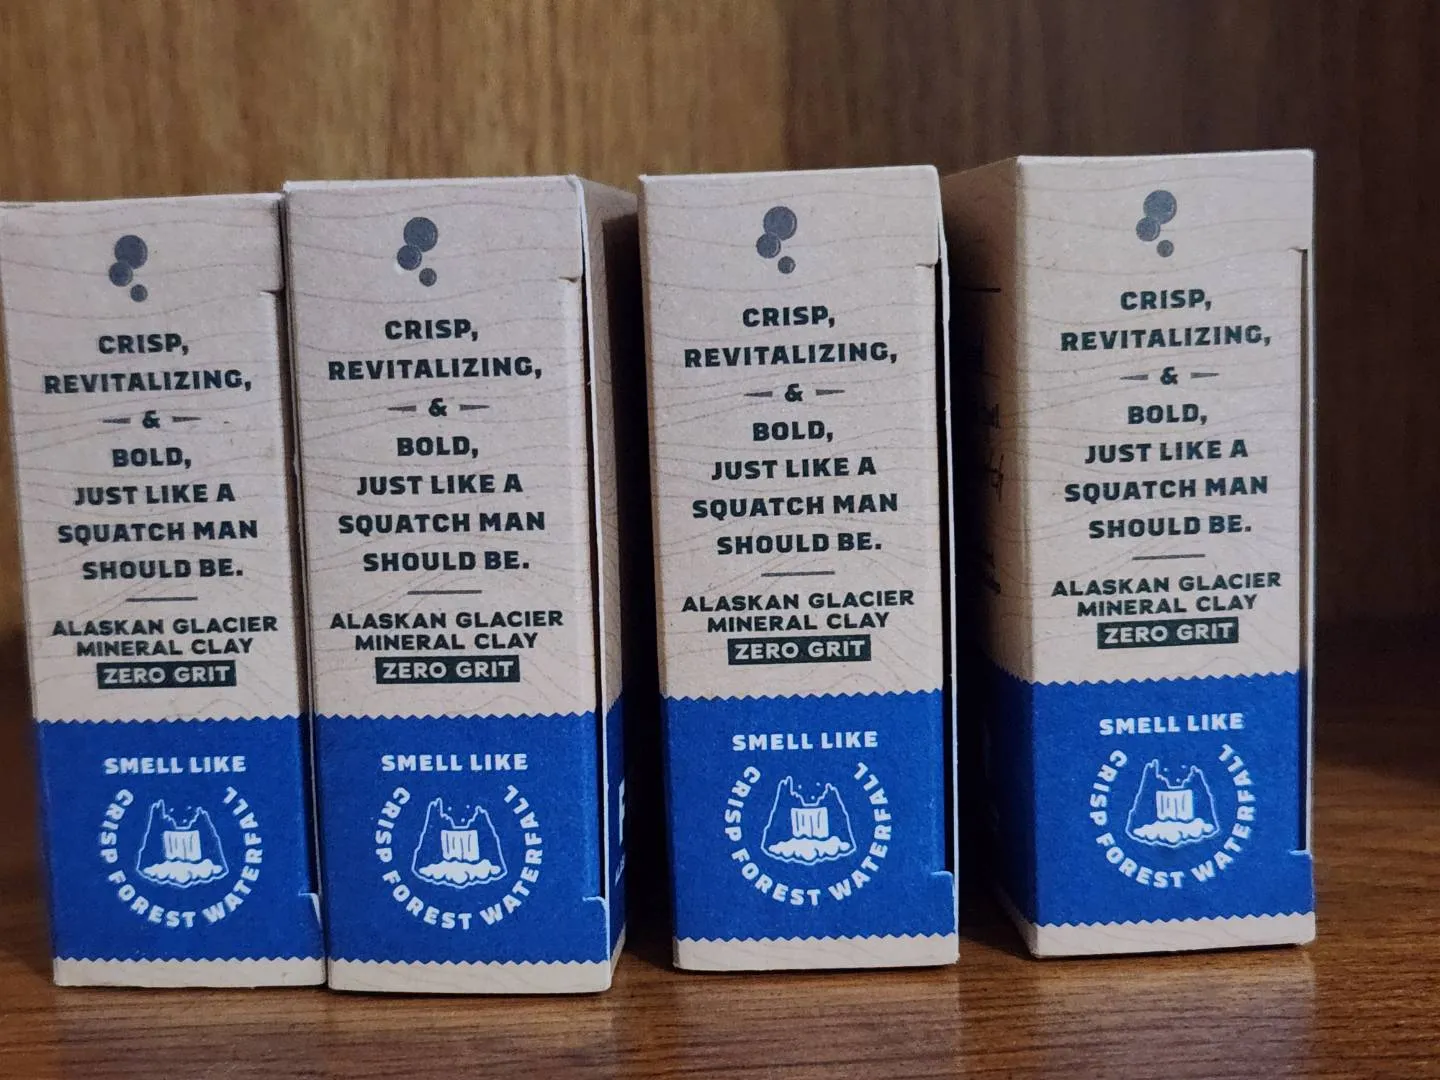 CRISP,
REVITALIZING,
&
BOLD,
JUST LIKE A
SQUATCH MAN
SHOULD BE.
ALASKAN GLACIER
MINERAL CLAY
ZERO GRIT
SMELL LIKE
CRISP FOREST WATERFALL
CRISP,
REVITALIZING,
&
BOLD,
JUST LIKE A
SQUATCH MAN
SHOULD BE.
ALASKAN GLACIER
MINERAL CLAY
ZERO GRIT
SMELL LIKE
CRISP FOREST WATERFALL
CRISP,
REVITALIZING,
&
BOLD,
JUST LIKE A
SQUATCH MAN
SHOULD BE.
ALASKAN GLACIER
MINERAL CLAY
ZERO GRIT
SMELL LIKE
CRISP FOREST WATERFALL
CRISP,
REVITALIZING,
&
BOLD,
JUST LIKE A
SQUATCH MAN
SHOULD BE.
ALASKAN GLACIER
MINERAL CLAY
ZERO GRIT
SMELL LIKE
CRISP FOREST WATERFALL